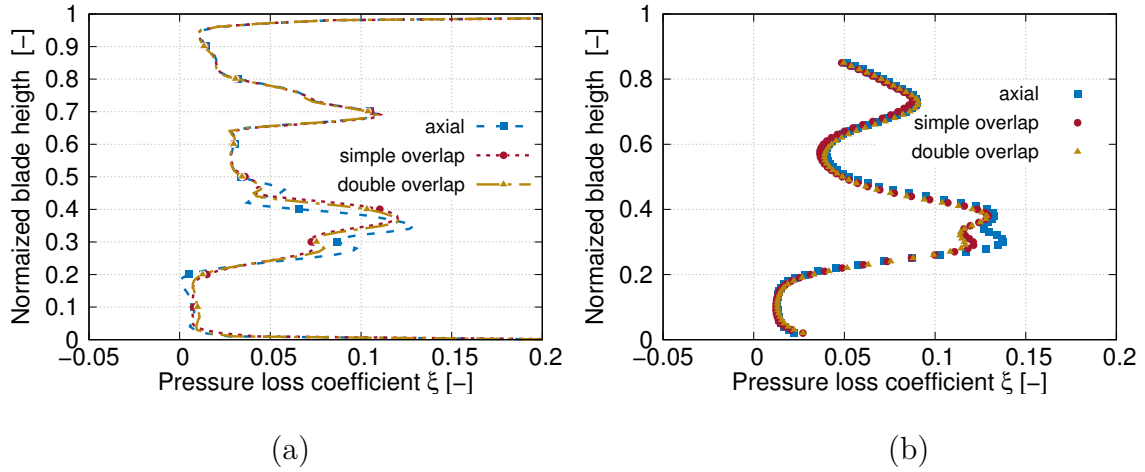 1
0.9
0.8
0.7
0.6
0.5
0.4
0.3
0.2
0.1
0
Normaized blade heigth [-]
axial
simple overlap
double overlap
−0.05 0 0.05 0.1 0.15 0.2
Pressure loss coefficient ξ [-]
(a)
1
0.8
0.6
0.4
0.2
0
Normaized blade heigth [-]
axial
simple overlap
double overlap
−0.05 0 0.05 0.1 0.15 0.2
Pressure loss coefficient ξ [-]
(b)